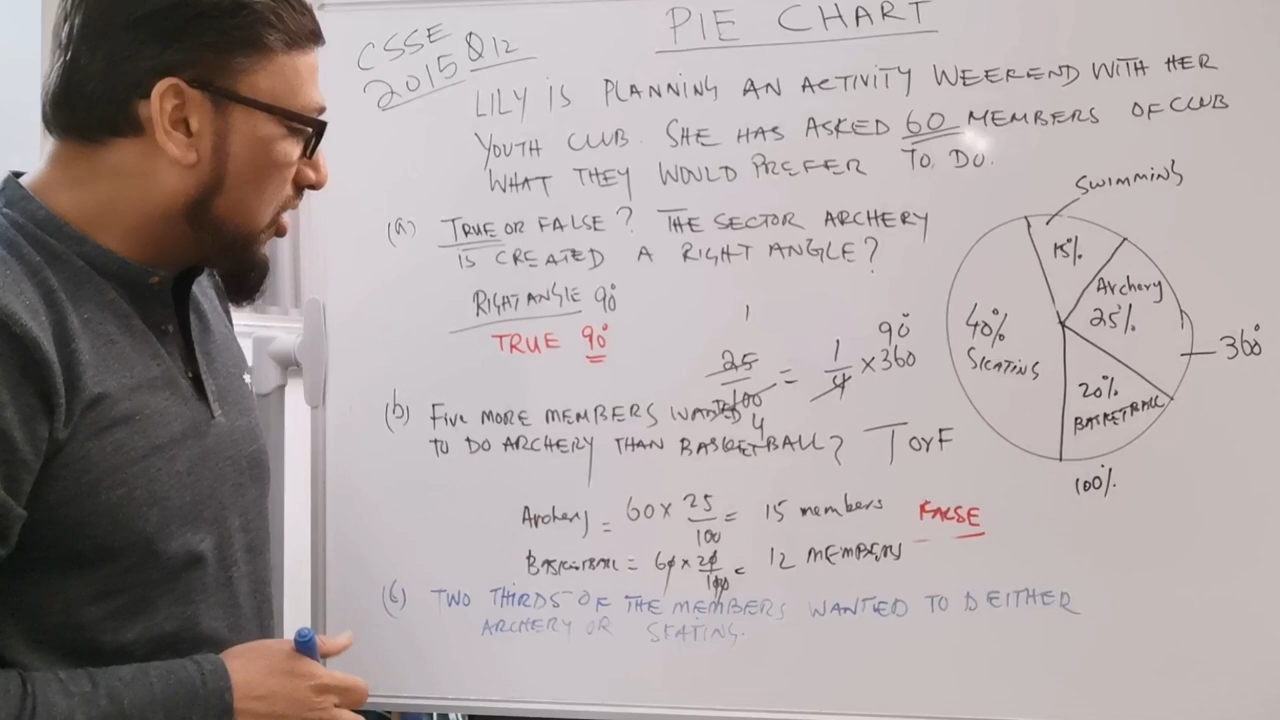 PIE CHART
CSSE
2015 Q12
LILY IS PLANNING AN ACTIVITY WEEKEND WITH HER
YOUTH CLUB. SHE HAS ASKED 60 MEMBERS OF CLUB
WHAT THEY WOULD PREFER TO DO.
(a) TRUE OR FALSE? THE SECTOR ARCHERY
IS CREATED A RIGHT ANGLE?
RIGHT ANGLE 90°
TRUE 90°
1
25/100 = 1/4 × 360
90°
4
SWIMMING
15%
Archery
25%
40%
SKATING
20%
BASKETBALL
360°
100%
(b) FIVE MORE MEMBERS WANTED
TO DO ARCHERY THAN BASKETBALL? T or F
Archery = 60 × 25/100 = 15 members FALSE
BASKETBALL = 60 × 20/100 = 12 MEMBERS
(6) TWO THIRDS OF THE MEMBERS WANTED TO D EITHER
ARCHERY OR SKATING.